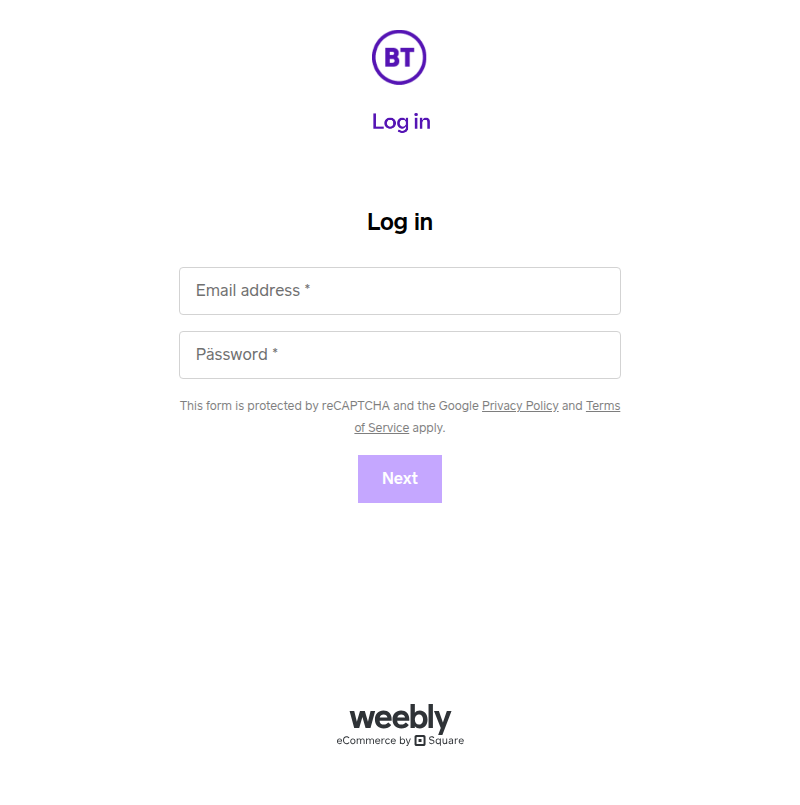 BT
Log in
Log in
Email address *
Pässword *
This form is protected by reCAPTCHA and the Google Privacy Policy and Terms
of Service apply.
Next
weebly
eCommerce by Square